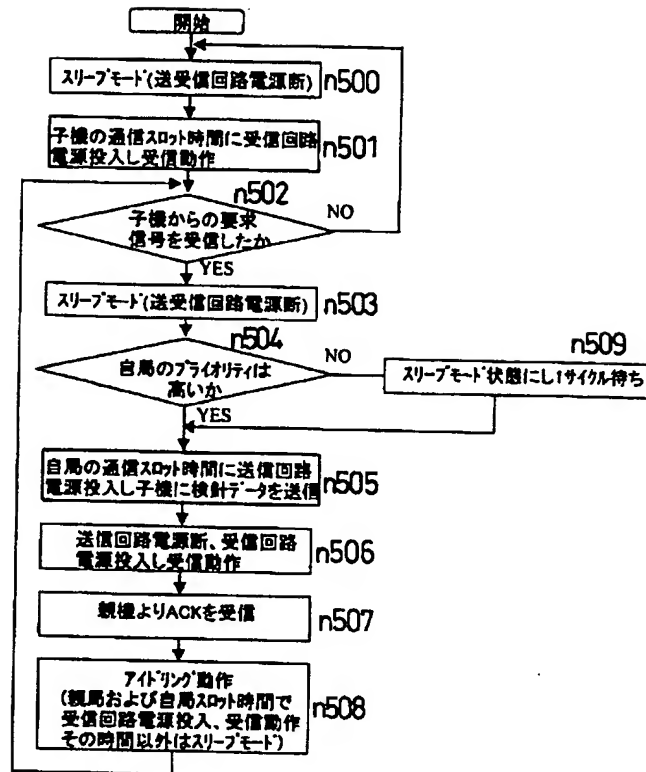 開始
スリープモード(送受信回路電源断)
n500
子機の通信スロット時間に受信回路
電源投入し受信動作
n501
n502
子機からの要求
信号を受信したか
NO
YES
スリープモード(送受信回路電源断)
n503
n504
自局のプライオリティは
高いか
NO
YES
n509
スリープモード状態にし1サイクル待ち
自局の通信スロット時間に送信回路
電源投入し子機に検針データを送信
n505
送信回路電源断、受信回路
電源投入し受信動作
n506
親機よりACKを受信
n507
アイドリング動作
(親局および自局スロット時間で
受信回路電源投入、受信動作
その時間以外はスリープモード)
n508